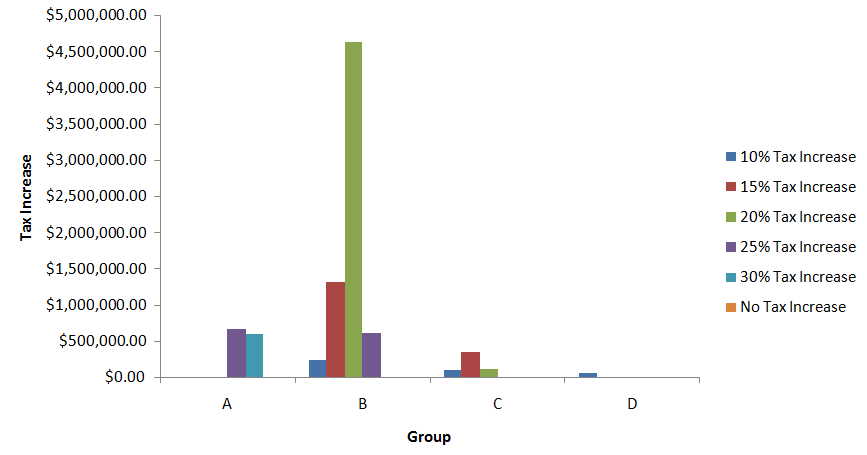 $5,000,000.00
$4,500,000.00
$4,000,000.00
$3,500,000.00
$3,000,000.00
$2,500,000.00
$2,000,000.00
$1,500,000.00
$1,000,000.00
$500,000.00
$0.00
Tax Increase
A B C D
Group
10% Tax Increase
15% Tax Increase
20% Tax Increase
25% Tax Increase
30% Tax Increase
No Tax Increase